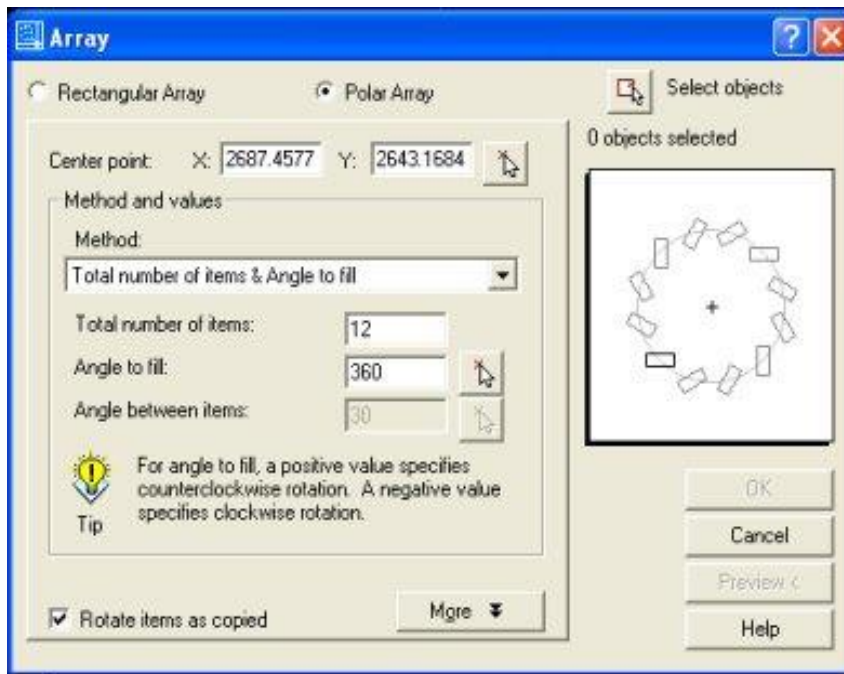 Array
Rectangular Array
Polar Array
Select objects
0 objects selected
Center point: X: 2687.4577 Y: 2643.1684
Method and values
Method:
Total number of items & Angle to fill
Total number of items: 12
Angle to fill: 360
Angle between items: 30
For angle to fill, a positive value specifies
counterclockwise rotation. A negative value
specifies clockwise rotation.
Tip
Rotate items as copied
More
OK
Cancel
Preview <
Help